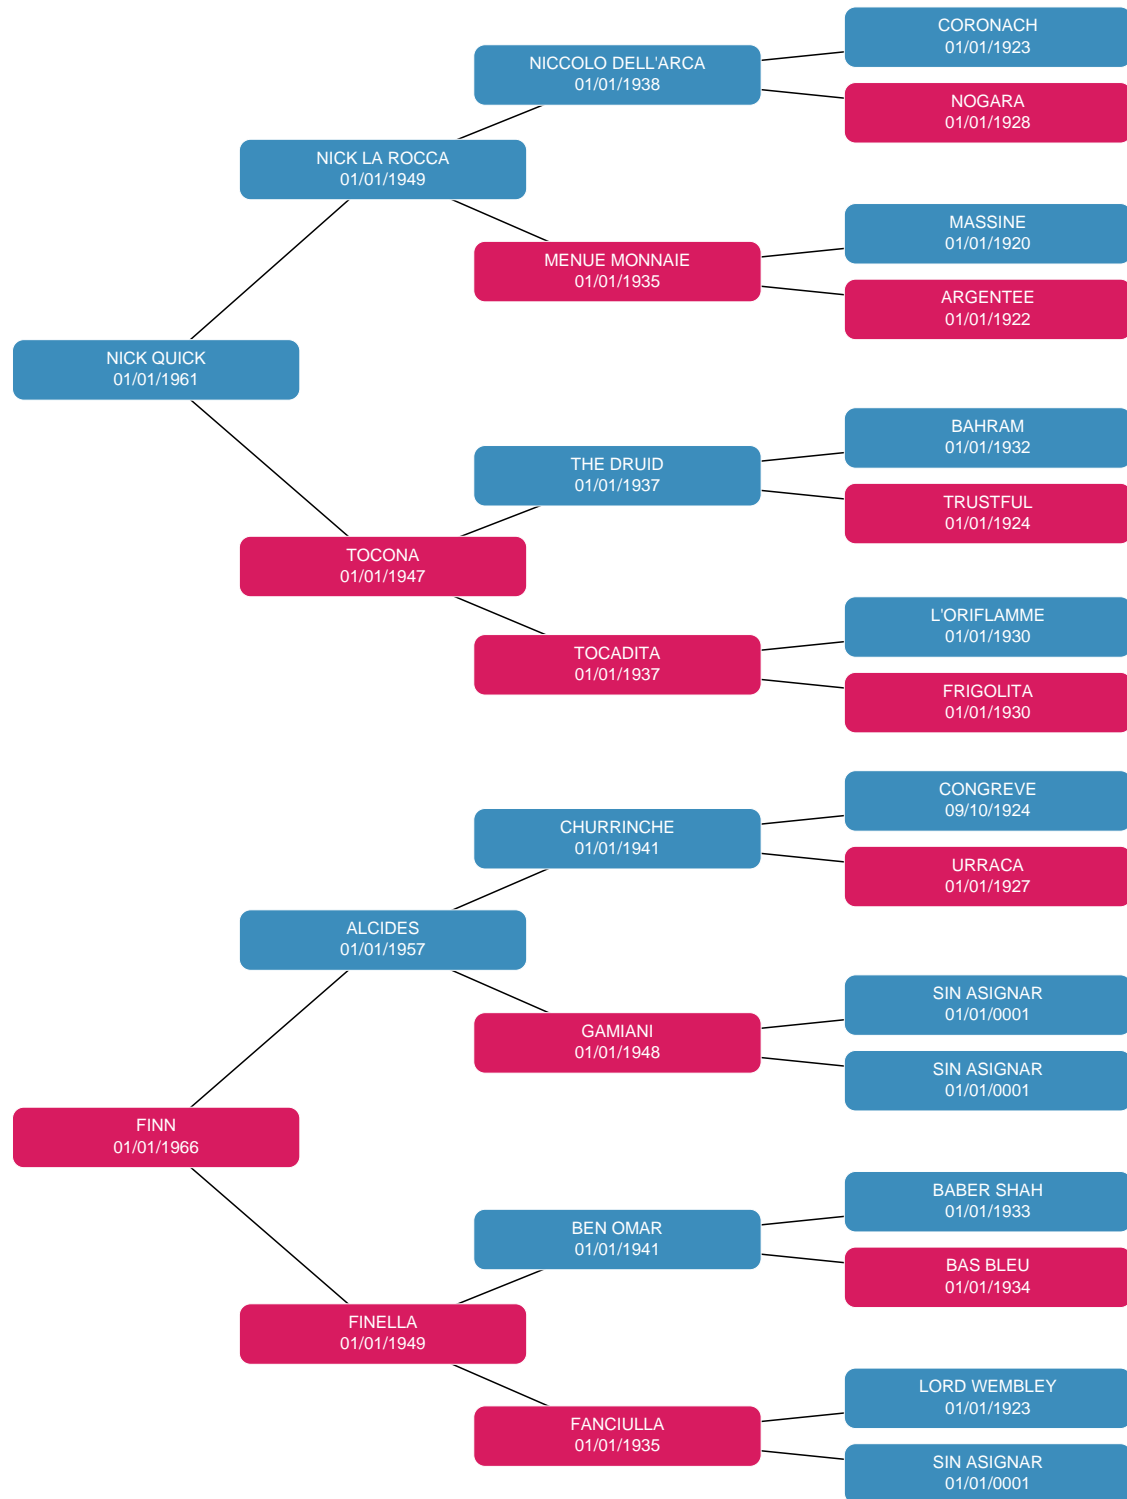 CORONACH
01/01/1923
NICCOLO DELL'ARCA
01/01/1938
NOGARA
01/01/1928
NICK LA ROCCA
01/01/1949
MASSINE
01/01/1920
MENUE MONNAIE
01/01/1935
ARGENTEE
01/01/1922
NICK QUICK
01/01/1961
BAHRAM
01/01/1932
THE DRUID
01/01/1937
TRUSTFUL
01/01/1924
TOCONA
01/01/1947
L'ORIFLAMME
01/01/1930
TOCADITA
01/01/1937
FRIGOLITA
01/01/1930
CONGREVE
09/10/1924
CHURRINCHE
01/01/1941
URRACA
01/01/1927
ALCIDES
01/01/1957
SIN ASIGNAR
01/01/0001
GAMIANI
01/01/1948
SIN ASIGNAR
01/01/0001
FINN
01/01/1966
BABER SHAH
01/01/1933
BEN OMAR
01/01/1941
BAS BLEU
01/01/1934
FINELLA
01/01/1949
LORD WEMBLEY
01/01/1923
FANCIULLA
01/01/1935
SIN ASIGNAR
01/01/0001